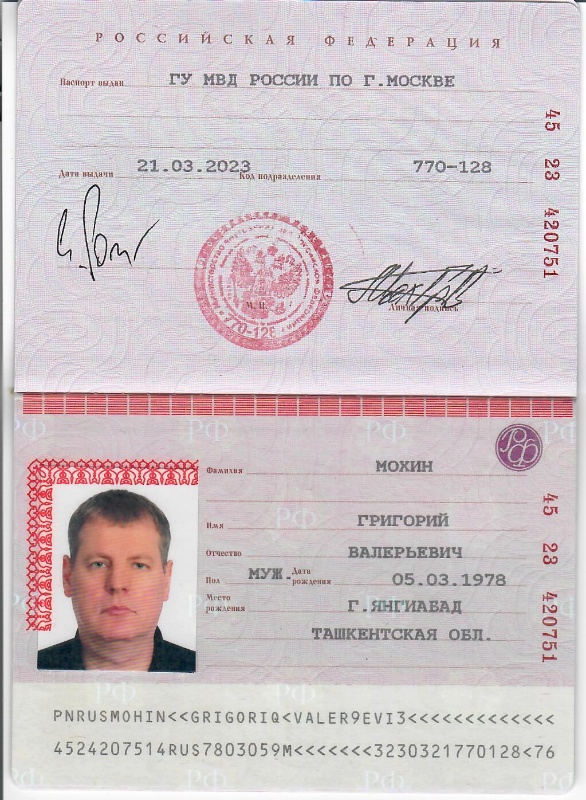 РОССИЙСКАЯ ФЕДЕРАЦИЯ
Паспорт выдан ГУ МВД РОССИИ ПО Г.МОСКВЕ
Дата выдачи 21.03.2023 Код подразделения 770-128
45 23 420751
М.П.
770-128
Личная подпись
РФ
Фамилия МОХИН
Имя ГРИГОРИЙ
Отчество ВАЛЕРЬЕВИЧ
Пол МУЖ. Дата рождения 05.03.1978
Место рождения Г.ЯНГИАБАД
ТАШКЕНТСКАЯ ОБЛ.
45 23 420751
PNRUSMOHIN<<GRIGORIQ<VALER9EVI3<<<<<<<<<<<<<
4524207514RUS7803059M<<<<<<<3230321770128<76